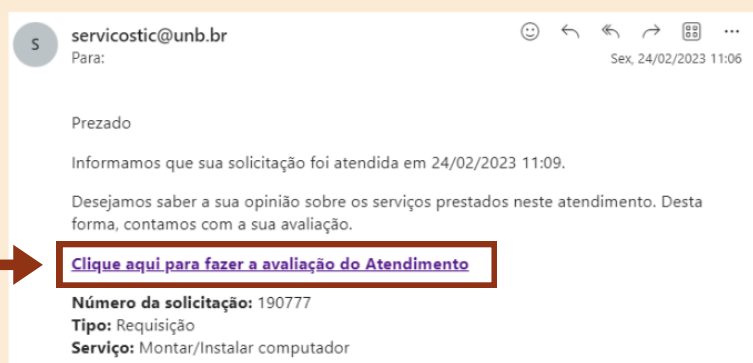 S
servicostic@unb.br
Para:
Sex, 24/02/2023 11:06
Prezado
Informamos que sua solicitação foi atendida em 24/02/2023 11:09.
Desejamos saber a sua opinião sobre os serviços prestados neste atendimento. Desta
forma, contamos com a sua avaliação.
Clique aqui para fazer a avaliação do Atendimento
Número da solicitação: 190777
Tipo: Requisição
Serviço: Montar/Instalar computador